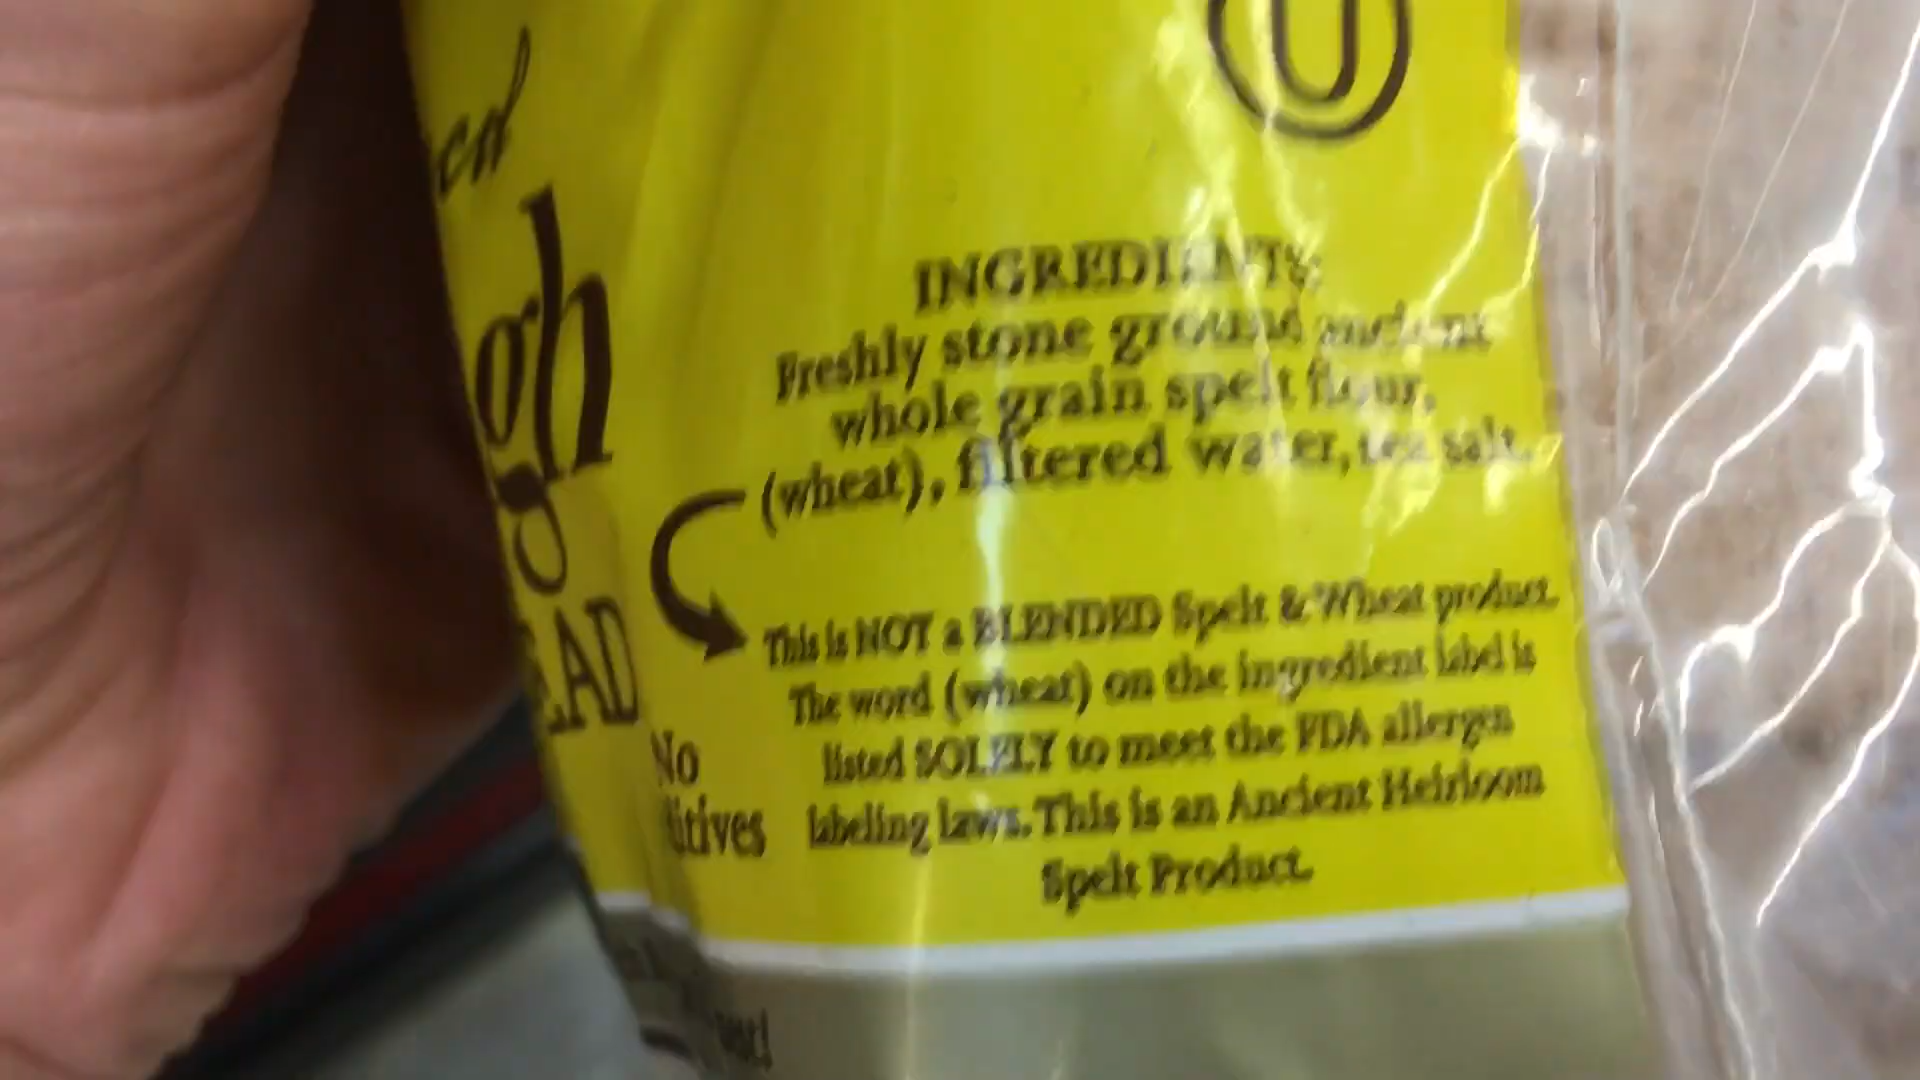 U
gh
EAD
No
itives
INGREDIENTS:
Freshly stone ground ancient
whole grain spelt flour,
(wheat), filtered water, sea salt.
This is NOT a BLENDED Spelt & Wheat product.
The word (wheat) on the ingredient label is
listed SOLELY to meet the FDA allergen
labeling laws. This is an Ancient Heirloom
Spelt Product.